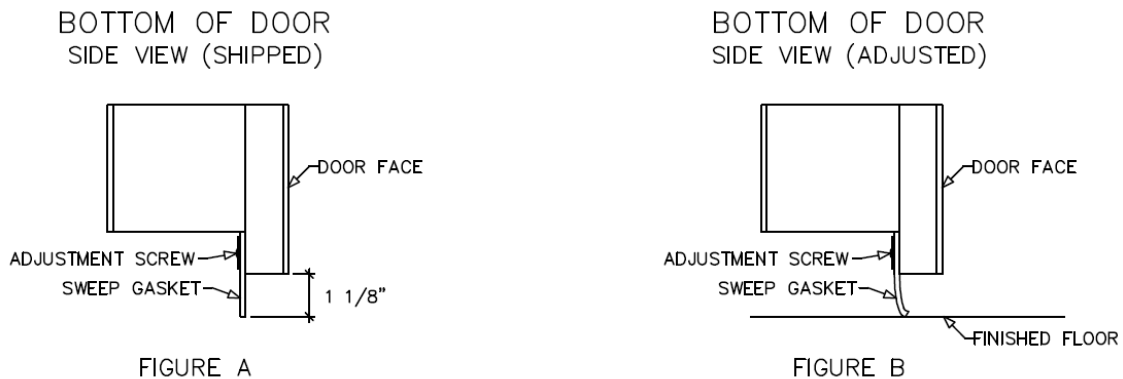 BOTTOM OF DOOR
SIDE VIEW (SHIPPED)
DOOR FACE
ADJUSTMENT SCREW
SWEEP GASKET
1 1/8"
FIGURE A
BOTTOM OF DOOR
SIDE VIEW (ADJUSTED)
DOOR FACE
ADJUSTMENT SCREW
SWEEP GASKET
FINISHED FLOOR
FIGURE B